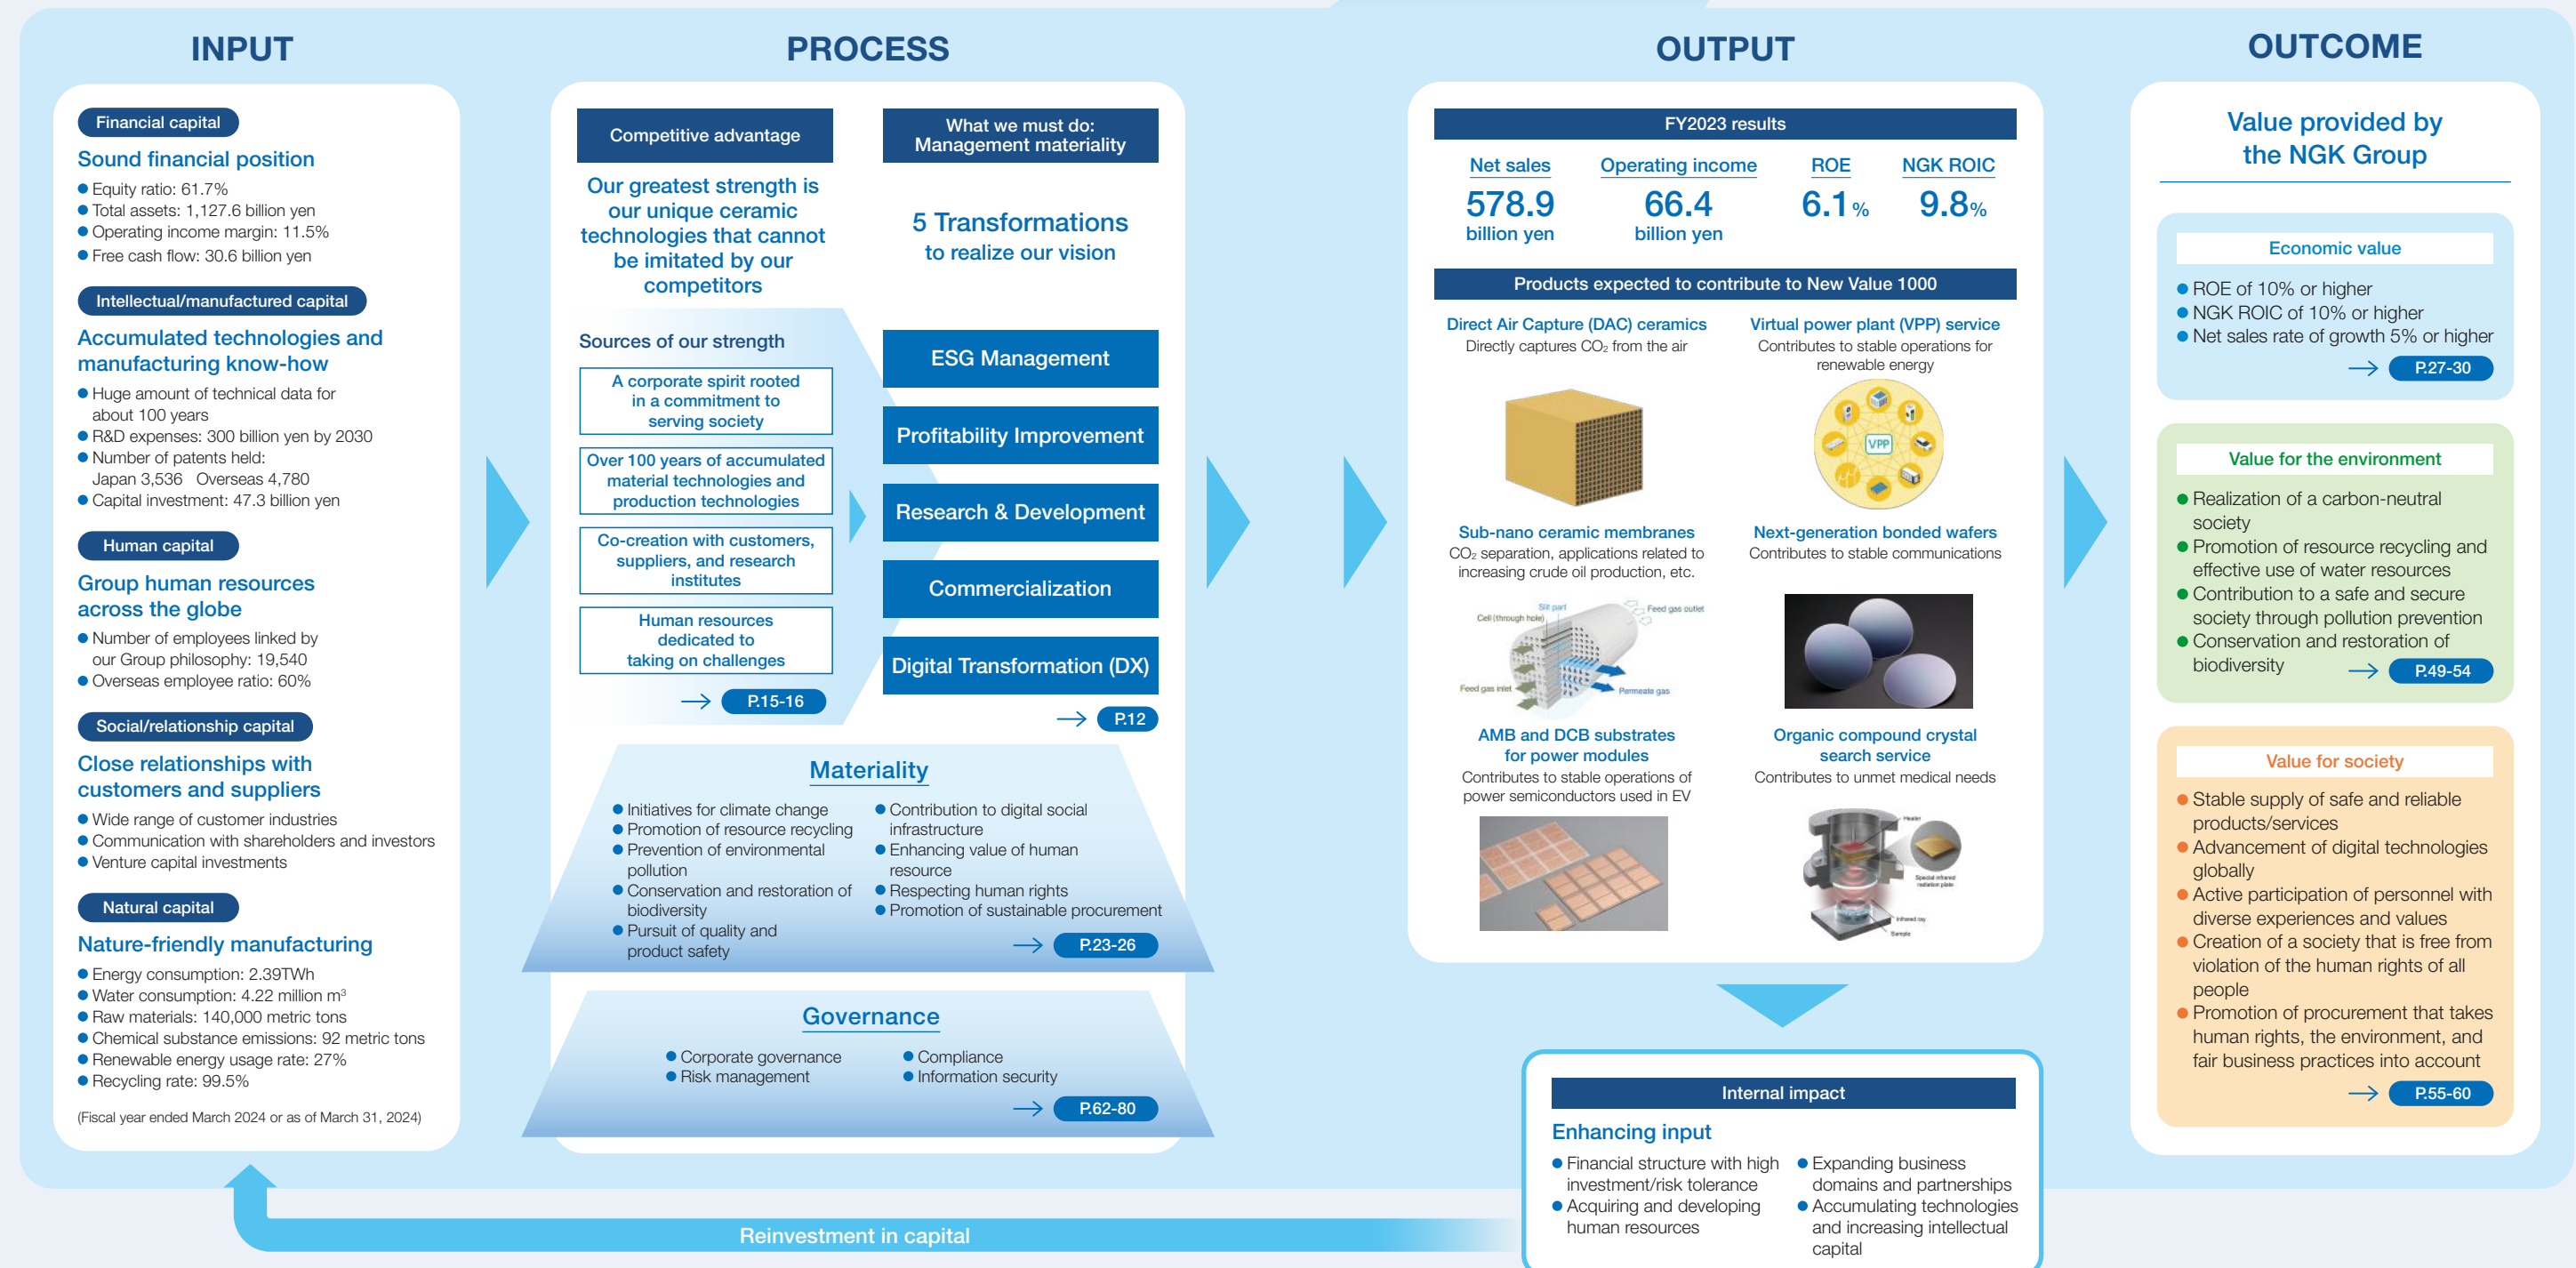 INPUT
Financial capital
Sound financial position
● Equity ratio: 61.7%
● Total assets: 1,127.6 billion yen
● Operating income margin: 11.5%
● Free cash flow: 30.6 billion yen
Intellectual/manufactured capital
Accumulated technologies and
manufacturing know-how
● Huge amount of technical data for
about 100 years
● R&D expenses: 300 billion yen by 2030
● Number of patents held:
Japan 3,536 Overseas 4,780
● Capital investment: 47.3 billion yen
Human capital
Group human resources
across the globe
● Number of employees linked by
our Group philosophy: 19,540
● Overseas employee ratio: 60%
Social/relationship capital
Close relationships with
customers and suppliers
● Wide range of customer industries
● Communication with shareholders and investors
● Venture capital investments
Natural capital
Nature-friendly manufacturing
● Energy consumption: 2.39TWh
● Water consumption: 4.22 million m³
● Raw materials: 140,000 metric tons
● Chemical substance emissions: 92 metric tons
● Renewable energy usage rate: 27%
● Recycling rate: 99.5%
(Fiscal year ended March 2024 or as of March 31, 2024)
PROCESS
Competitive advantage
Our greatest strength is
our unique ceramic
technologies that cannot
be imitated by our
competitors
Sources of our strength
A corporate spirit rooted
in a commitment to
serving society
Over 100 years of accumulated
material technologies and
production technologies
Co-creation with customers,
suppliers, and research
institutes
Human resources
dedicated to
taking on challenges
→ P.15-16
What we must do:
Management materiality
5 Transformations
to realize our vision
ESG Management
Profitability Improvement
Research & Development
Commercialization
Digital Transformation (DX)
→ P.12
Materiality
● Initiatives for climate change
● Promotion of resource recycling
● Prevention of environmental
pollution
● Conservation and restoration of
biodiversity
● Pursuit of quality and
product safety
● Contribution to digital social
infrastructure
● Enhancing value of human
resource
● Respecting human rights
● Promotion of sustainable procurement
→ P.23-26
Governance
● Corporate governance
● Risk management
● Compliance
● Information security
→ P.62-80
OUTPUT
FY2023 results
Net sales
578.9
billion yen
Operating income
66.4
billion yen
ROE
6.1%
NGK ROIC
9.8%
Products expected to contribute to New Value 1000
Direct Air Capture (DAC) ceramics
Directly captures CO₂ from the air
Virtual power plant (VPP) service
Contributes to stable operations for
renewable energy
VPP
Sub-nano ceramic membranes
CO₂ separation, applications related to
increasing crude oil production, etc.
Slit part
Cell (through hole)
Feed gas outlet
Feed gas inlet
Permeate gas
Next-generation bonded wafers
Contributes to stable communications
AMB and DCB substrates
for power modules
Contributes to stable operations of
power semiconductors used in EV
Organic compound crystal
search service
Contributes to unmet medical needs
Heater
Special infrared
radiation plate
Infrared ray
Sample
Internal impact
Enhancing input
● Financial structure with high
investment/risk tolerance
● Acquiring and developing
human resources
● Expanding business
domains and partnerships
● Accumulating technologies
and increasing intellectual
capital
Reinvestment in capital
OUTCOME
Value provided by
the NGK Group
Economic value
● ROE of 10% or higher
● NGK ROIC of 10% or higher
● Net sales rate of growth 5% or higher
→ P.27-30
Value for the environment
● Realization of a carbon-neutral
society
● Promotion of resource recycling and
effective use of water resources
● Contribution to a safe and secure
society through pollution prevention
● Conservation and restoration of
biodiversity → P.49-54
Value for society
● Stable supply of safe and reliable
products/services
● Advancement of digital technologies
globally
● Active participation of personnel with
diverse experiences and values
● Creation of a society that is free from
violation of the human rights of all
people
● Promotion of procurement that takes
human rights, the environment, and
fair business practices into account
→ P.55-60